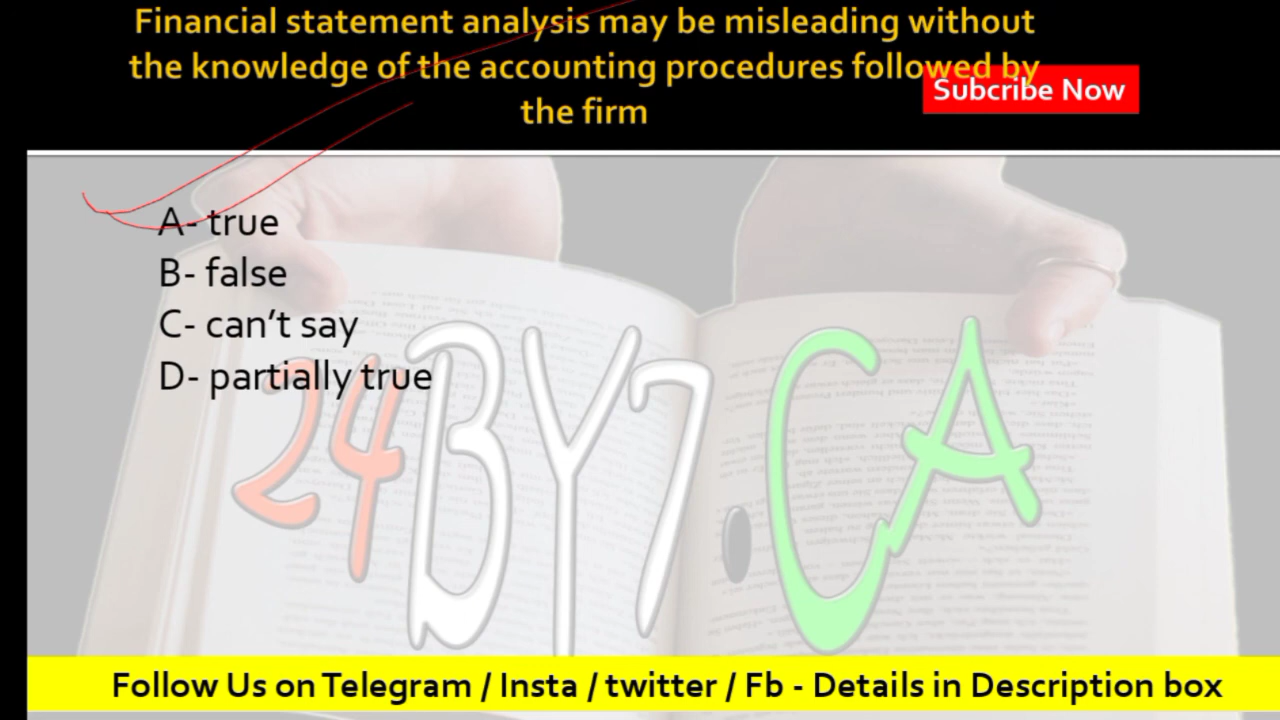 Financial statement analysis may be misleading without
the knowledge of the accounting procedures followed by
the firm
Subcribe Now
A- true
B- false
C- can't say
D- partially true
24BY7.CA
Follow Us on Telegram / Insta / twitter / Fb - Details in Description box